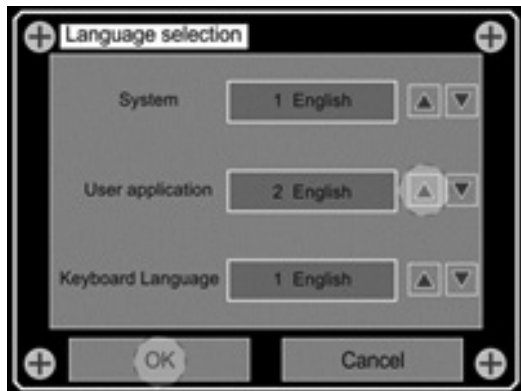 Language selection
System 1 English
User application 2 English
Keyboard Language 1 English
OK Cancel